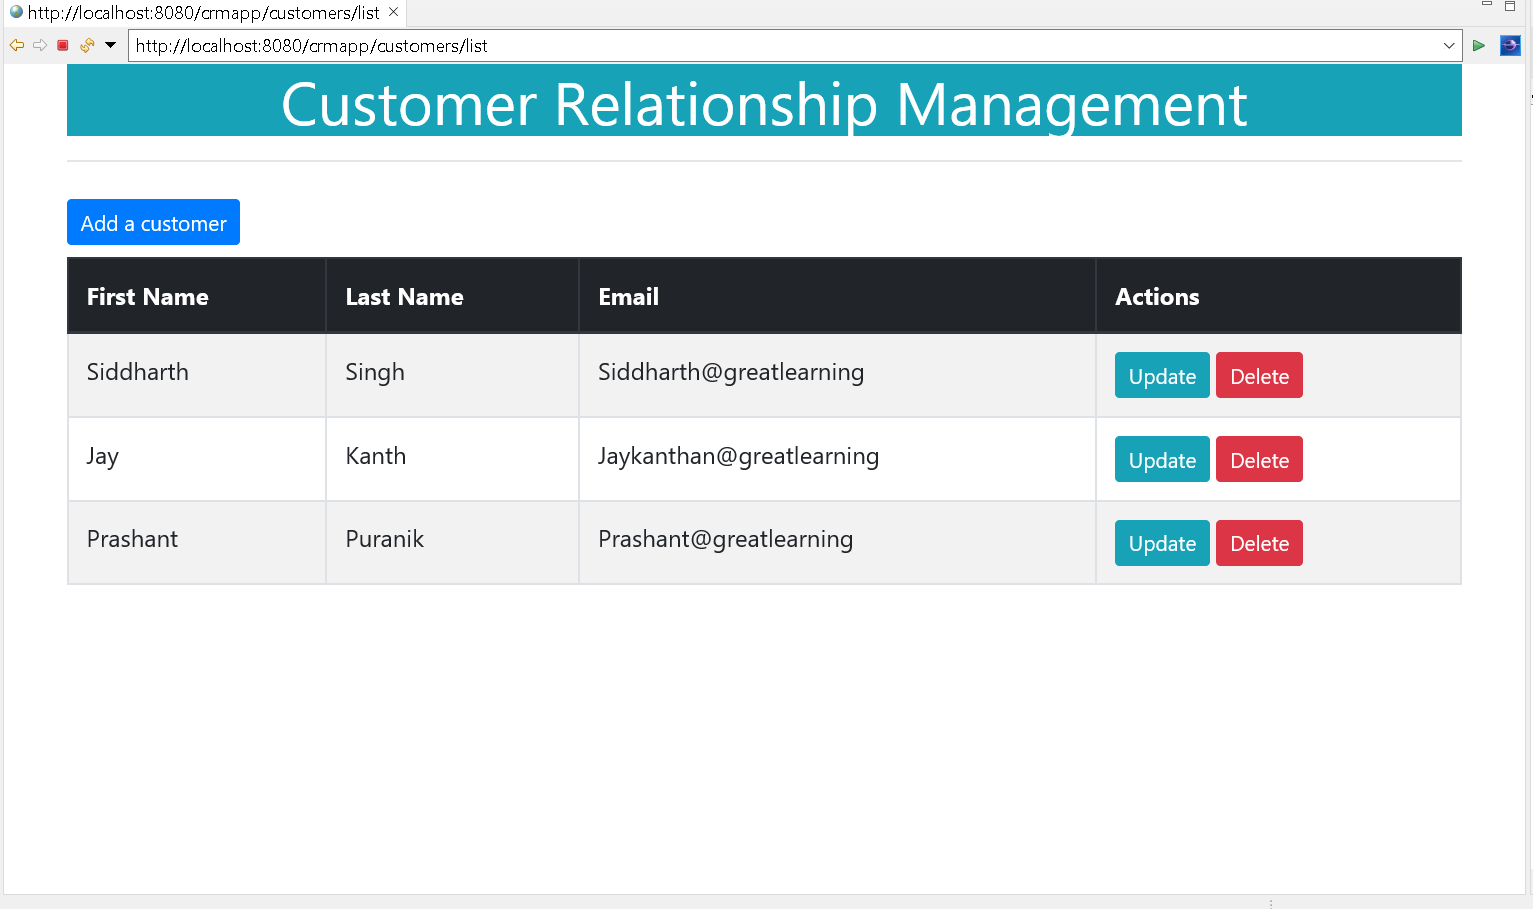 http://localhost:8080/crmapp/customers/list
http://localhost:8080/crmapp/customers/list
Customer Relationship Management
Add a customer
First Name Last Name Email Actions
Siddharth Singh Siddharth@greatlearning Update Delete
Jay Kanth Jaykanthan@greatlearning Update Delete
Prashant Puranik Prashant@greatlearning Update Delete